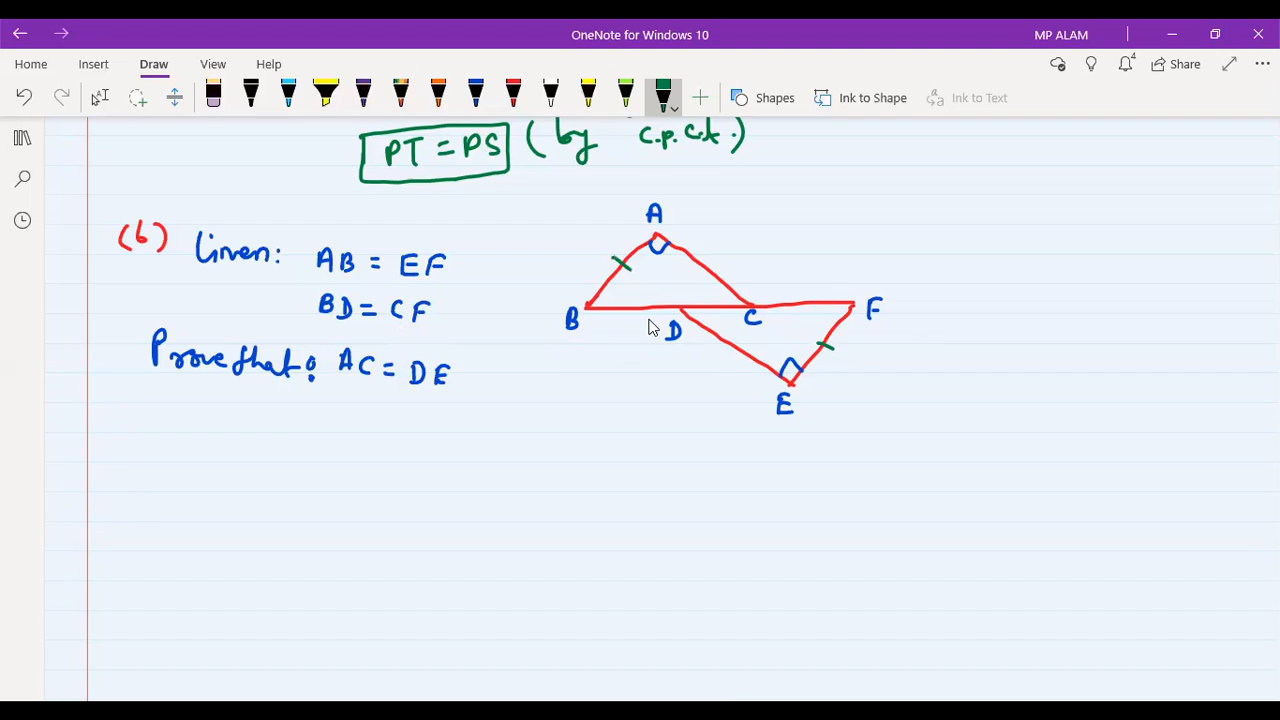 OneNote for Windows 10
MP ALAM
Home Insert Draw View Help
Share
Shapes Ink to Shape Ink to Text
PT = PS (by c.p.c.t.)
(b) Given: AB = EF
BD = CF
Prove that: AC = DE
A
B
D
C
F
E